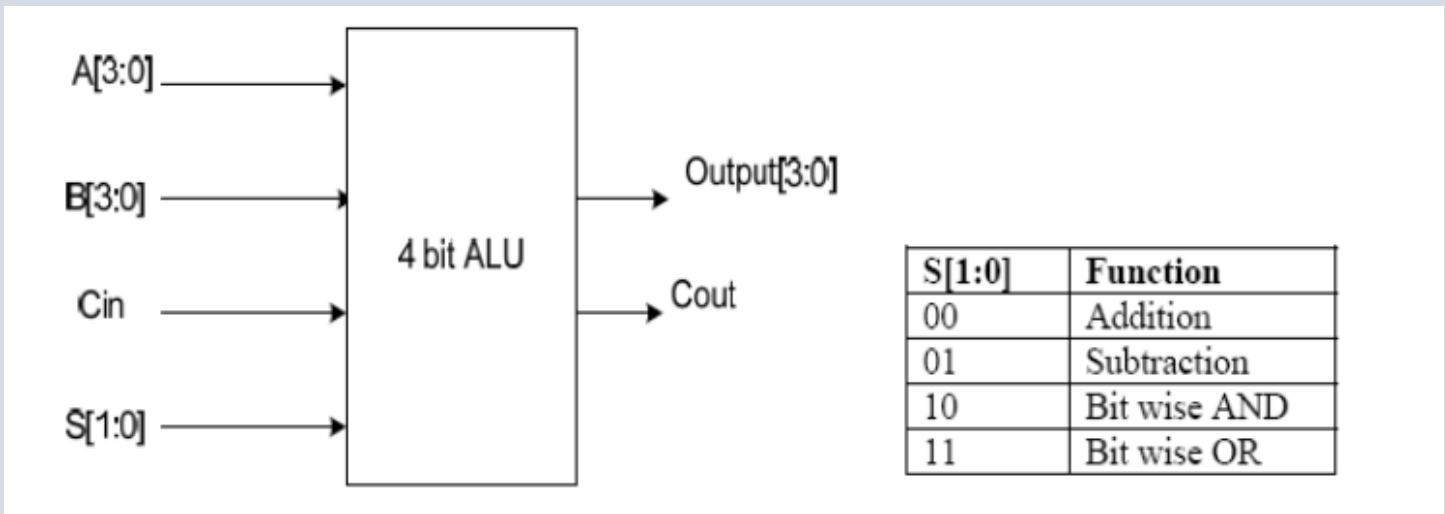 A[3:0]
B[3:0]
Cin
S[1:0]
4 bit ALU
Output[3:0]
Cout
S[1:0] Function
00 Addition
01 Subtraction
10 Bit wise AND
11 Bit wise OR